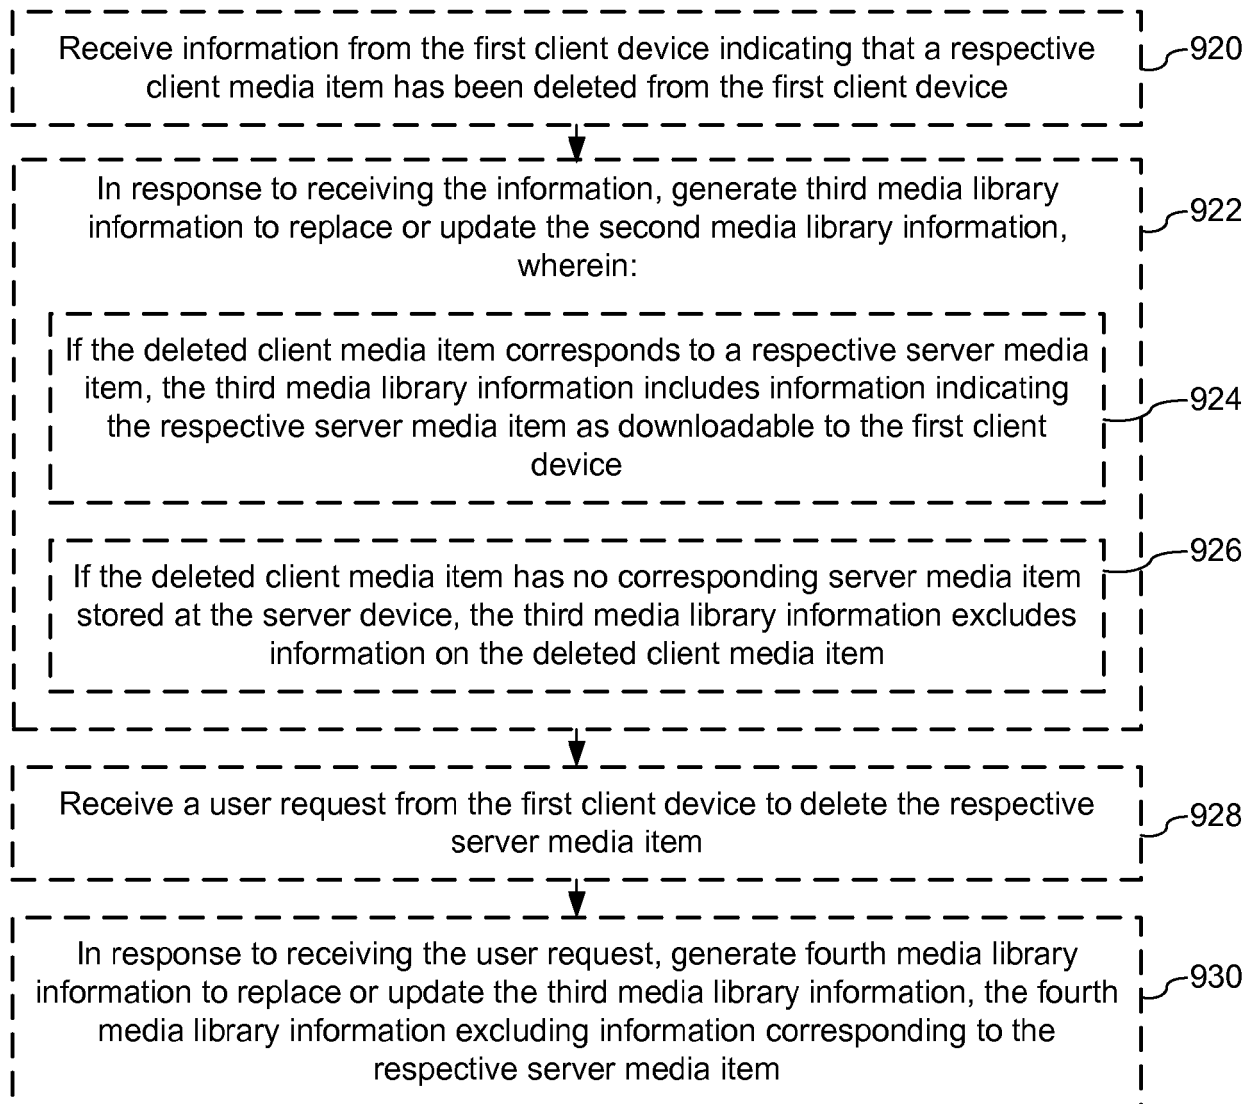 Receive information from the first client device indicating that a respective
client media item has been deleted from the first client device
920
In response to receiving the information, generate third media library
information to replace or update the second media library information,
wherein:
922
If the deleted client media item corresponds to a respective server media
item, the third media library information includes information indicating
the respective server media item as downloadable to the first client
device
924
If the deleted client media item has no corresponding server media item
stored at the server device, the third media library information excludes
information on the deleted client media item
926
Receive a user request from the first client device to delete the respective
server media item
928
In response to receiving the user request, generate fourth media library
information to replace or update the third media library information, the fourth
media library information excluding information corresponding to the
respective server media item
930